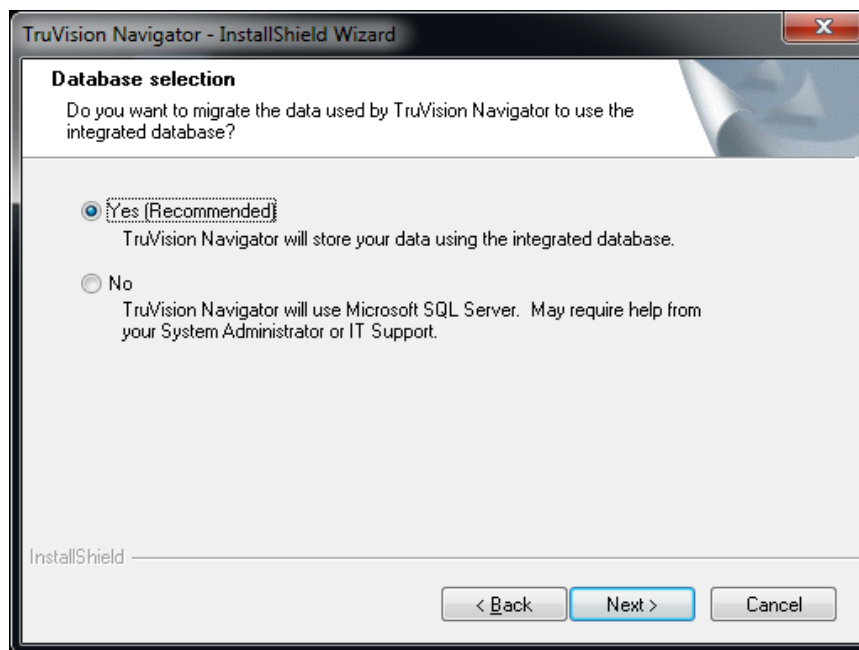 TruVision Navigator - InstallShield Wizard
Database selection
Do you want to migrate the data used by TruVision Navigator to use the
integrated database?
Yes (Recommended)
TruVision Navigator will store your data using the integrated database.
No
TruVision Navigator will use Microsoft SQL Server.  May require help from
your System Administrator or IT Support.
InstallShield
< Back
Next >
Cancel